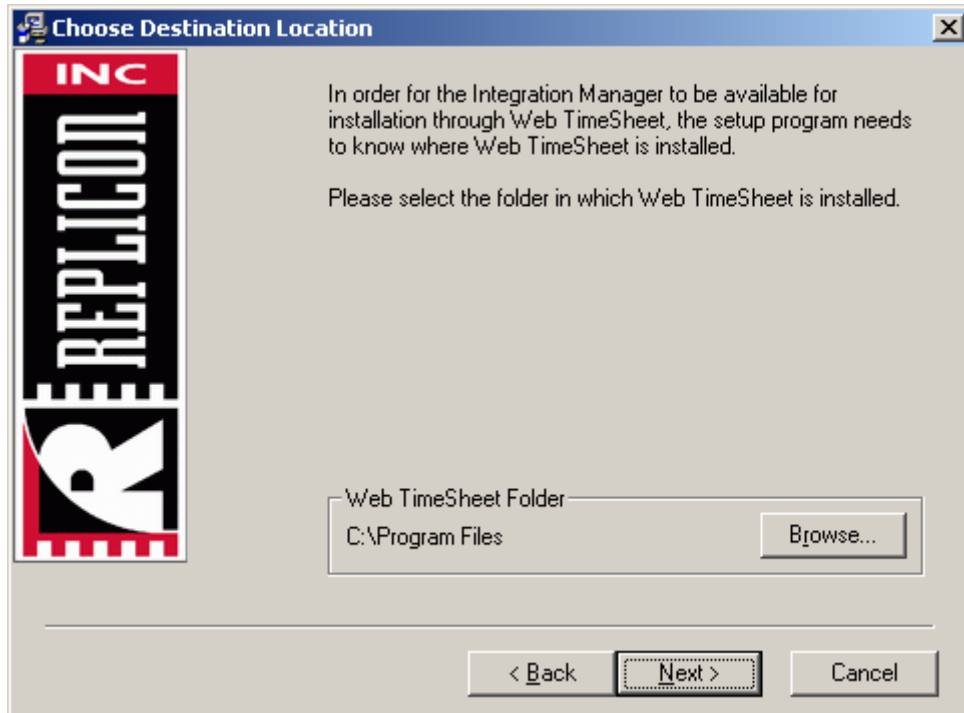 Choose Destination Location
INC
REPLICON
R
In order for the Integration Manager to be available for
installation through Web TimeSheet, the setup program needs
to know where Web TimeSheet is installed.
Please select the folder in which Web TimeSheet is installed.
Web TimeSheet Folder
C:\Program Files
Browse...
< Back
Next >
Cancel